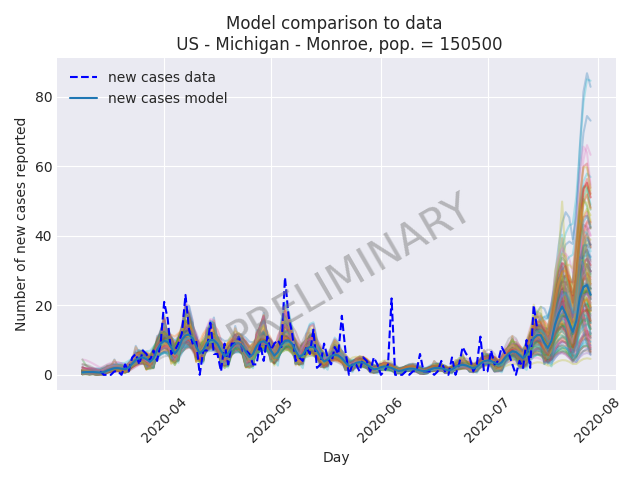 Model comparison to data
US - Michigan - Monroe, pop. = 150500
new cases data
new cases model
PRELIMINARY
Number of new cases reported
80
60
40
20
0
2020-04
2020-05
2020-06
2020-07
2020-08
Day